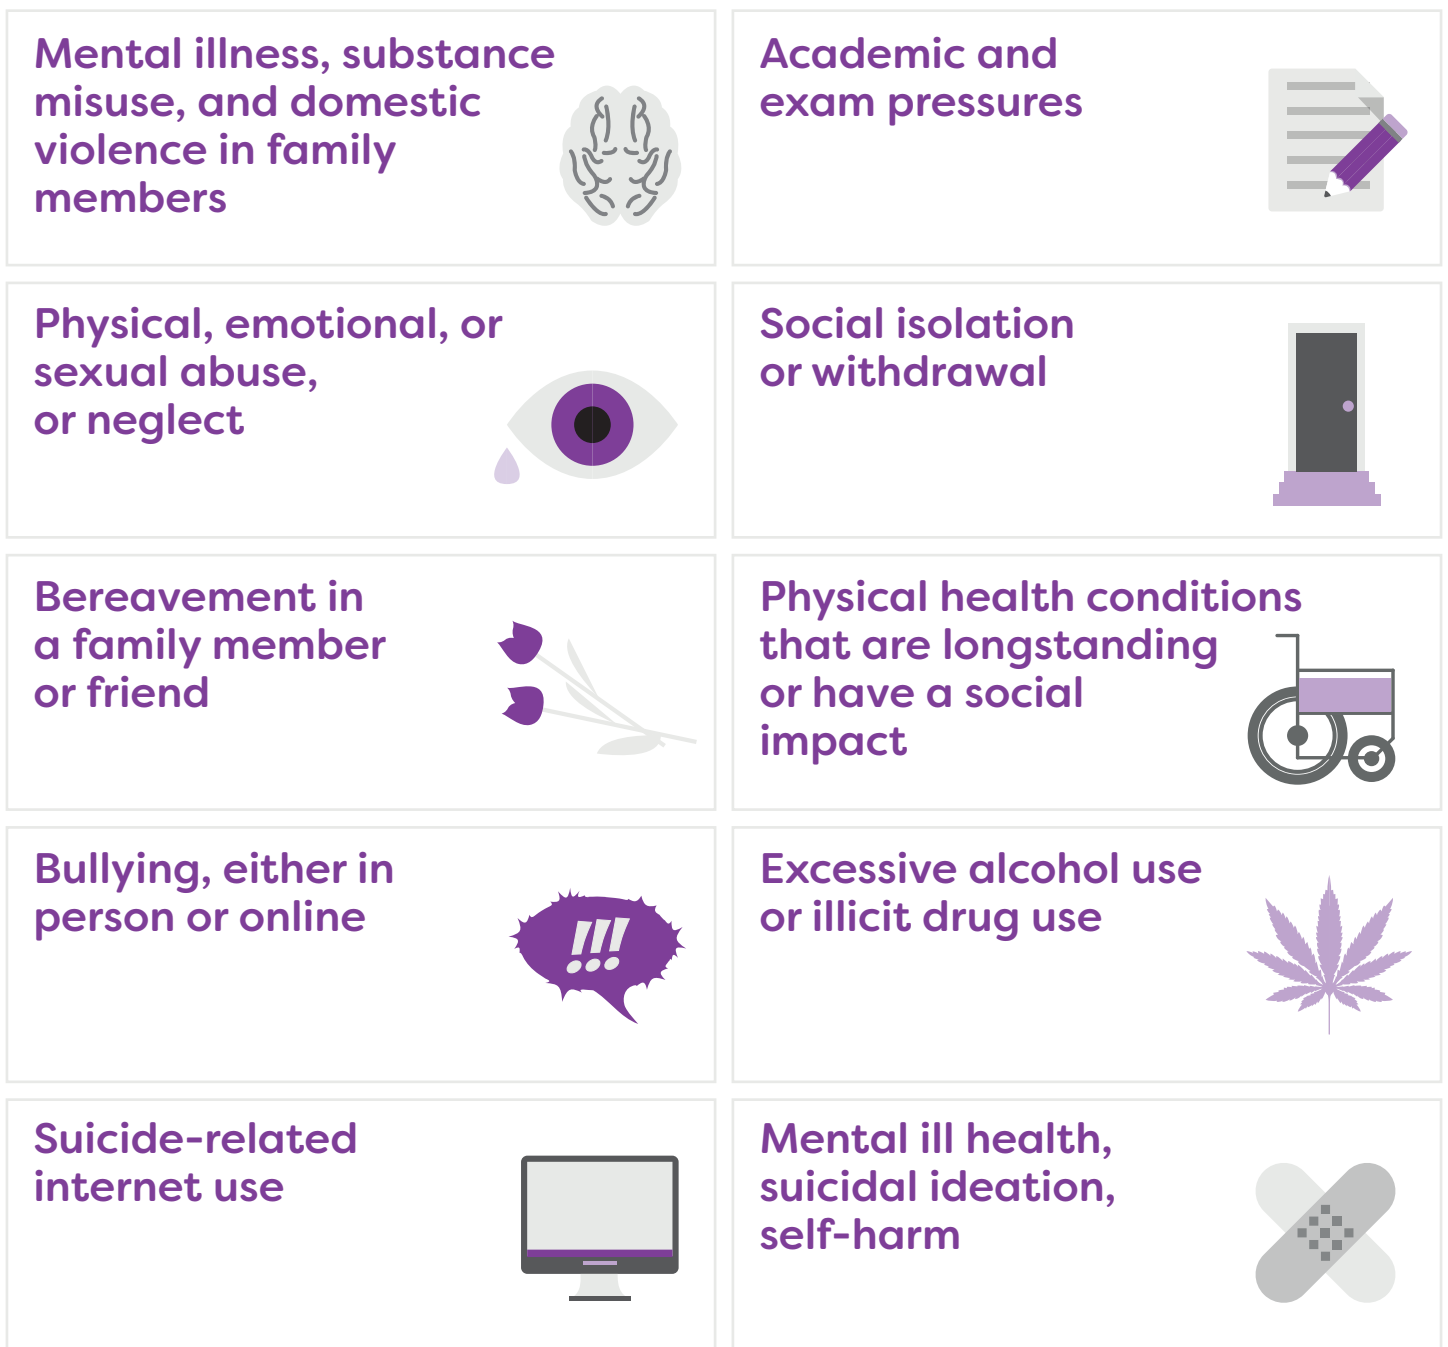 Mental illness, substance
misuse, and domestic
violence in family
members
Academic and
exam pressures
Physical, emotional, or
sexual abuse,
or neglect
Social isolation
or withdrawal
Bereavement in
a family member
or friend
Physical health conditions
that are longstanding
or have a social
impact
Bullying, either in
person or online
!!!
Excessive alcohol use
or illicit drug use
Suicide-related
internet use
Mental ill health,
suicidal ideation,
self-harm